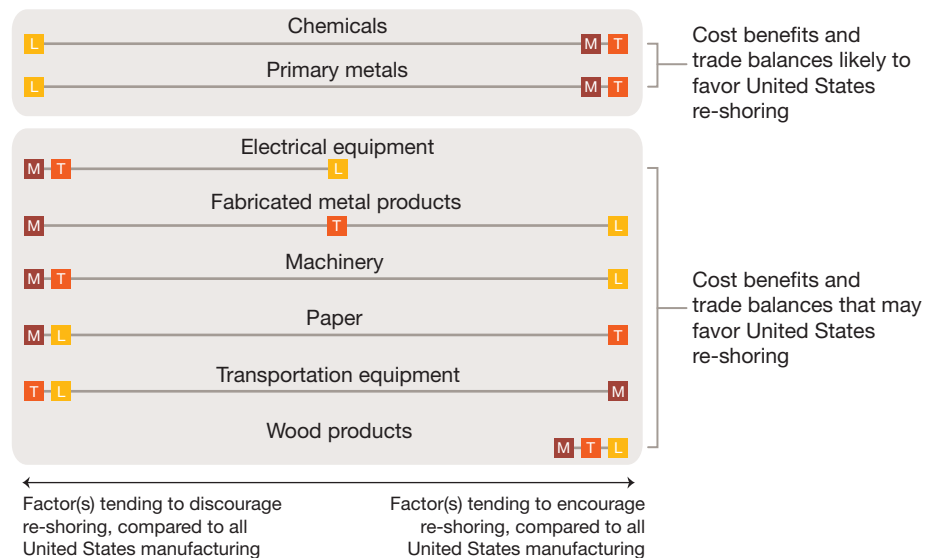 Chemicals
L M T
Primary metals
L M T
Cost benefits and
trade balances likely to
favor United States
re-shoring
Electrical equipment
M T L
Fabricated metal products
M T L
Machinery
M T L
Paper
M L T
Transportation equipment
T L M
Wood products
M T L
Cost benefits and
trade balances that may
favor United States
re-shoring
Factor(s) tending to discourage
re-shoring, compared to all
United States manufacturing
Factor(s) tending to encourage
re-shoring, compared to all
United States manufacturing